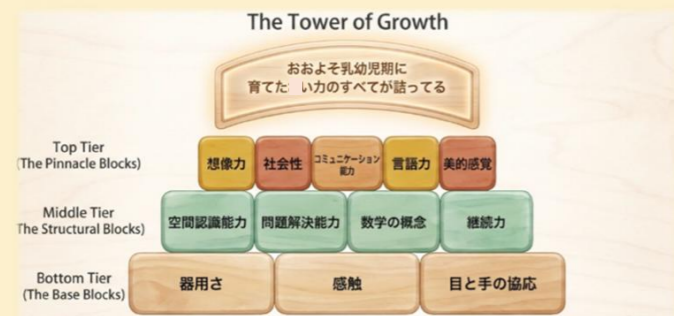 The Tower of Growth
おおよそ乳幼児期に
育てた い力のすべてが詰ってる
Top Tier
(The Pinnacle Blocks)
想像力
社会性
コミュニケーション
能力
言語力
美的感覚
Middle Tier
The Structural Blocks)
空間認識能力
問題解決能力
数学の概念
継続力
Bottom Tier
(The Base Blocks)
器用さ
感触
目と手の協応